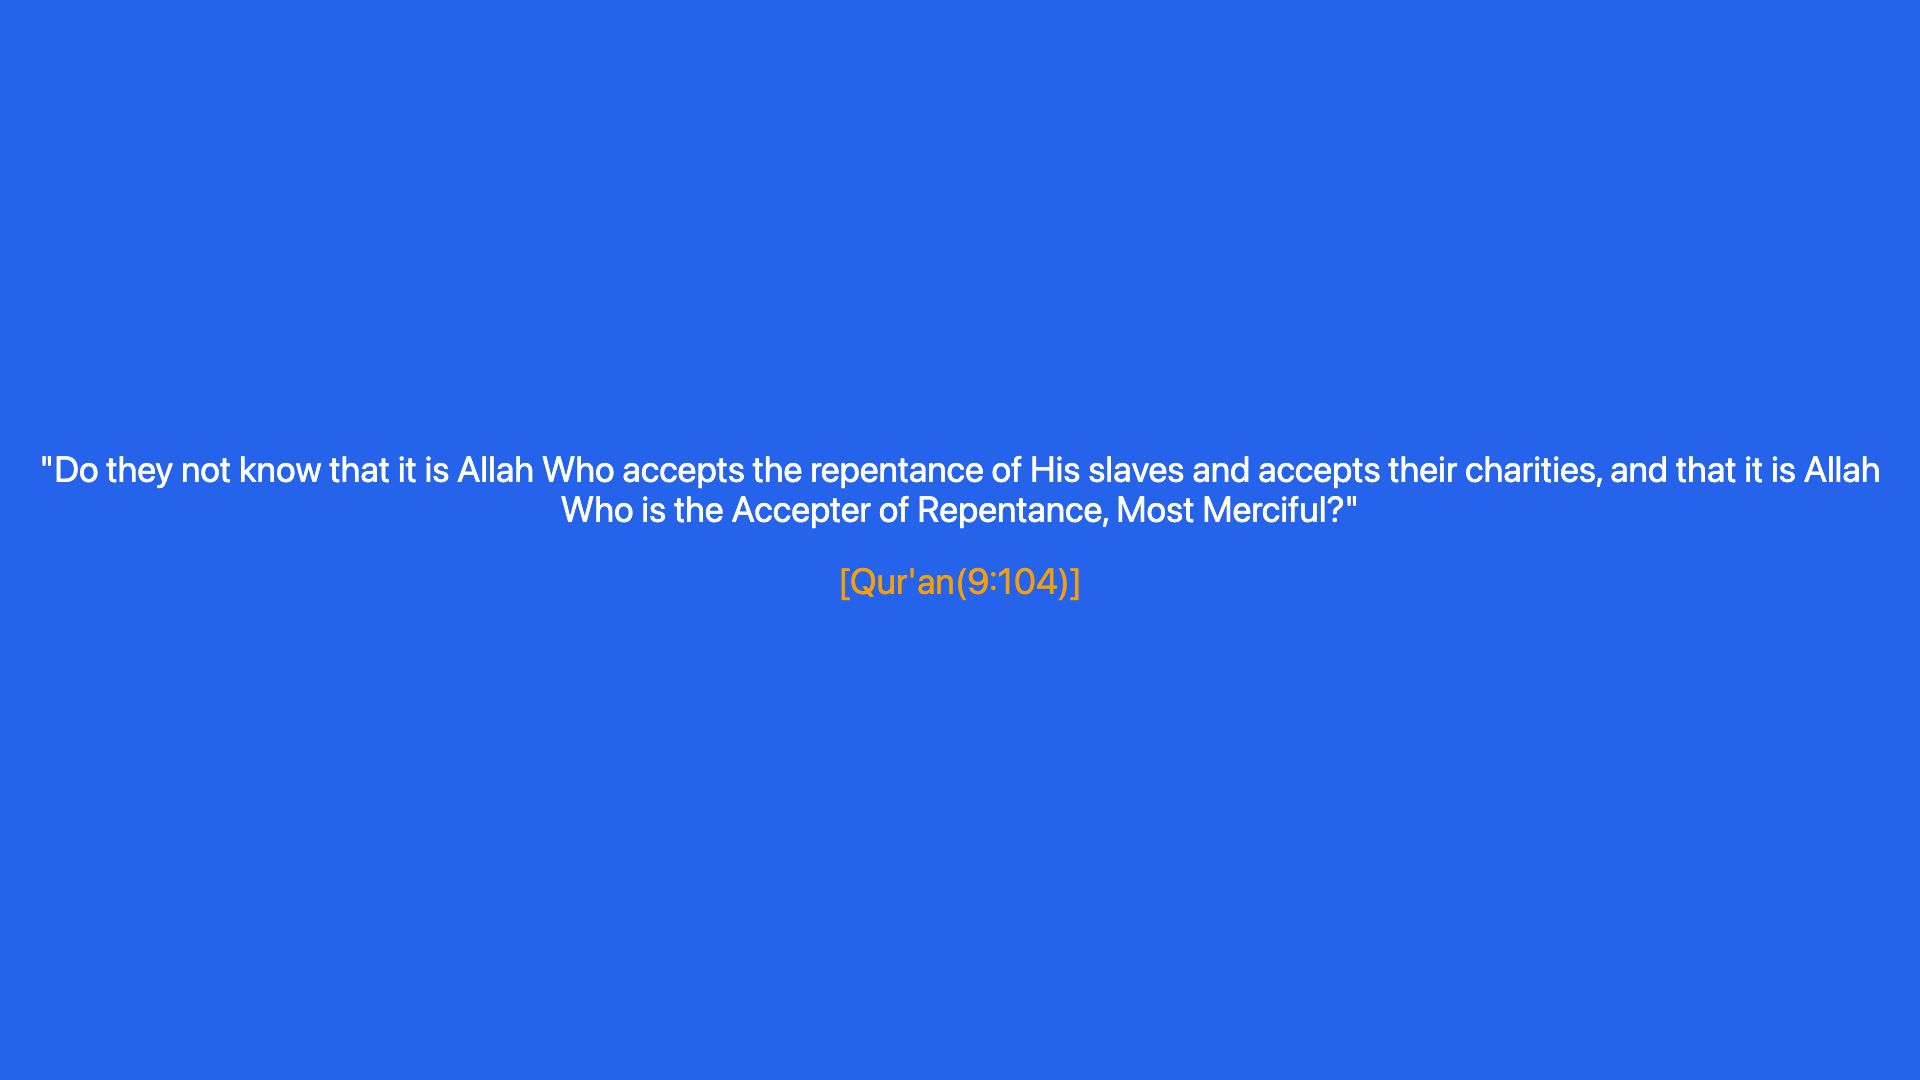 "Do they not know that it is Allah Who accepts the repentance of His slaves and accepts their charities, and that it is Allah
Who is the Accepter of Repentance, Most Merciful?"
[Qur'an(9:104)]